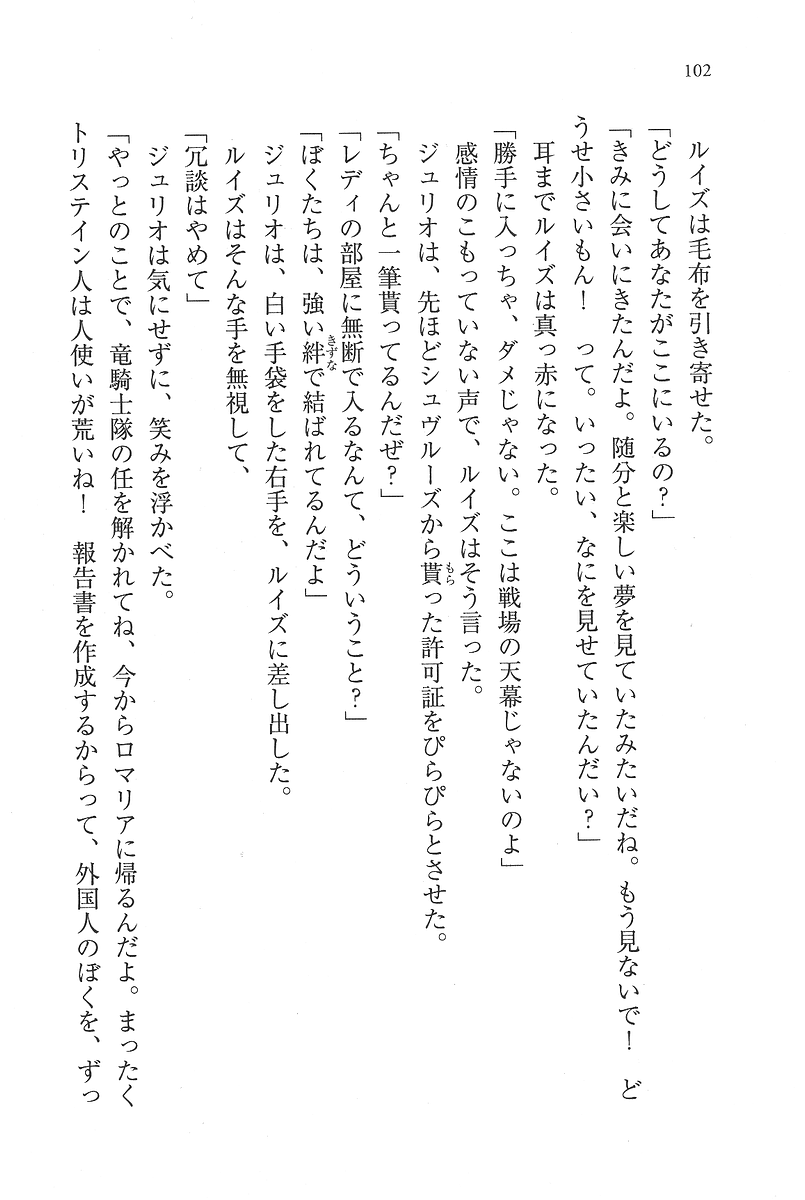 102
ルイズは毛布を引き寄せた。
「どうしてあなたがここにいるの？」
「きみに会いにきたんだよ。随分と楽しい夢を見ていたみたいだね。もう見ないで！　ど
うせ小さいもん！　って。いったい、なにを見せていたんだい？」
耳までルイズは真っ赤になった。
「勝手に入っちゃ、ダメじゃない。ここは戦場の天幕じゃないのよ」
感情のこもっていない声で、ルイズはそう言った。
ジュリオは、先ほどシュヴルーズから貰った許可証をぴらぴらとさせた。
もら
「ちゃんと一筆貰ってるんだぜ？」
「レディの部屋に無断で入るなんて、どういうこと？」
「ぼくたちは、強い絆で結ばれてるんだよ」
きずな
ジュリオは、白い手袋をした右手を、ルイズに差し出した。
ルイズはそんな手を無視して、
「冗談はやめて」
ジュリオは気にせずに、笑みを浮かべた。
「やっとのことで、竜騎士隊の任を解かれてね、今からロマリアに帰るんだよ。まったく
トリステイン人は人使いが荒いね！　報告書を作成するからって、外国人のぼくを、ずっ